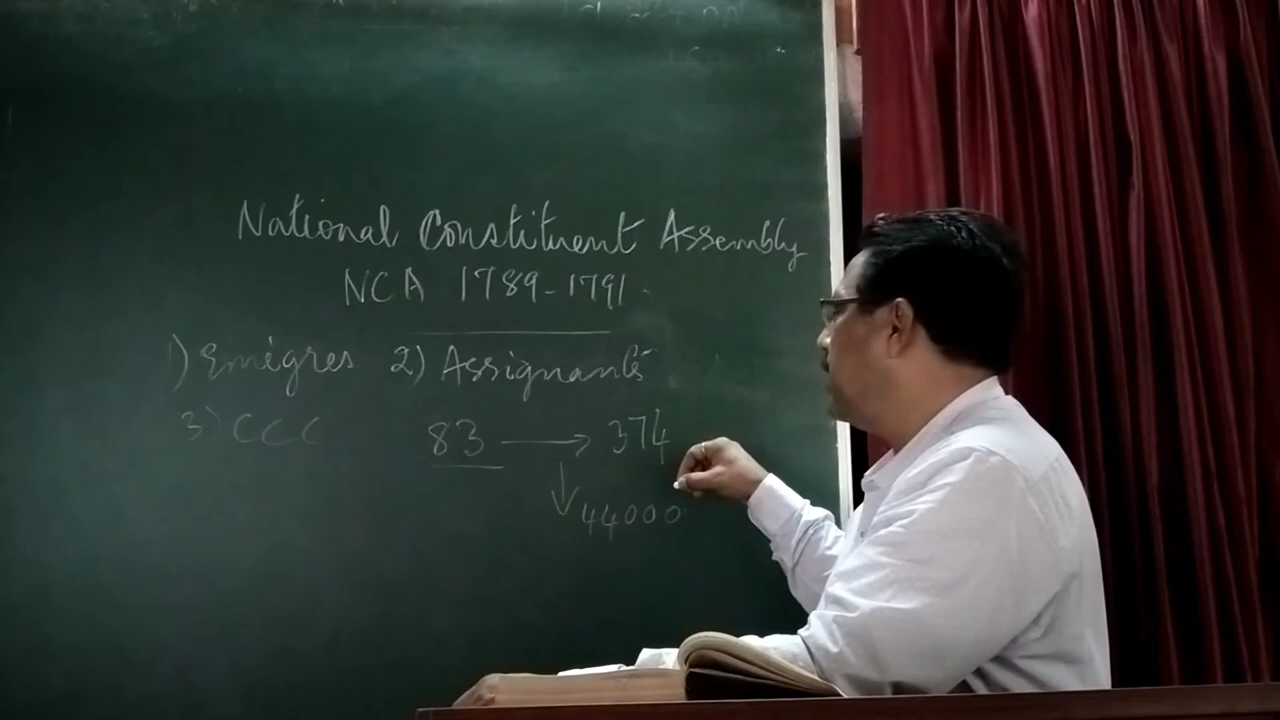 National Constituent Assembly
NCA 1789-1791
1) Emigres 2) Assignants
3) CCC 83 → 374
↓ 44000